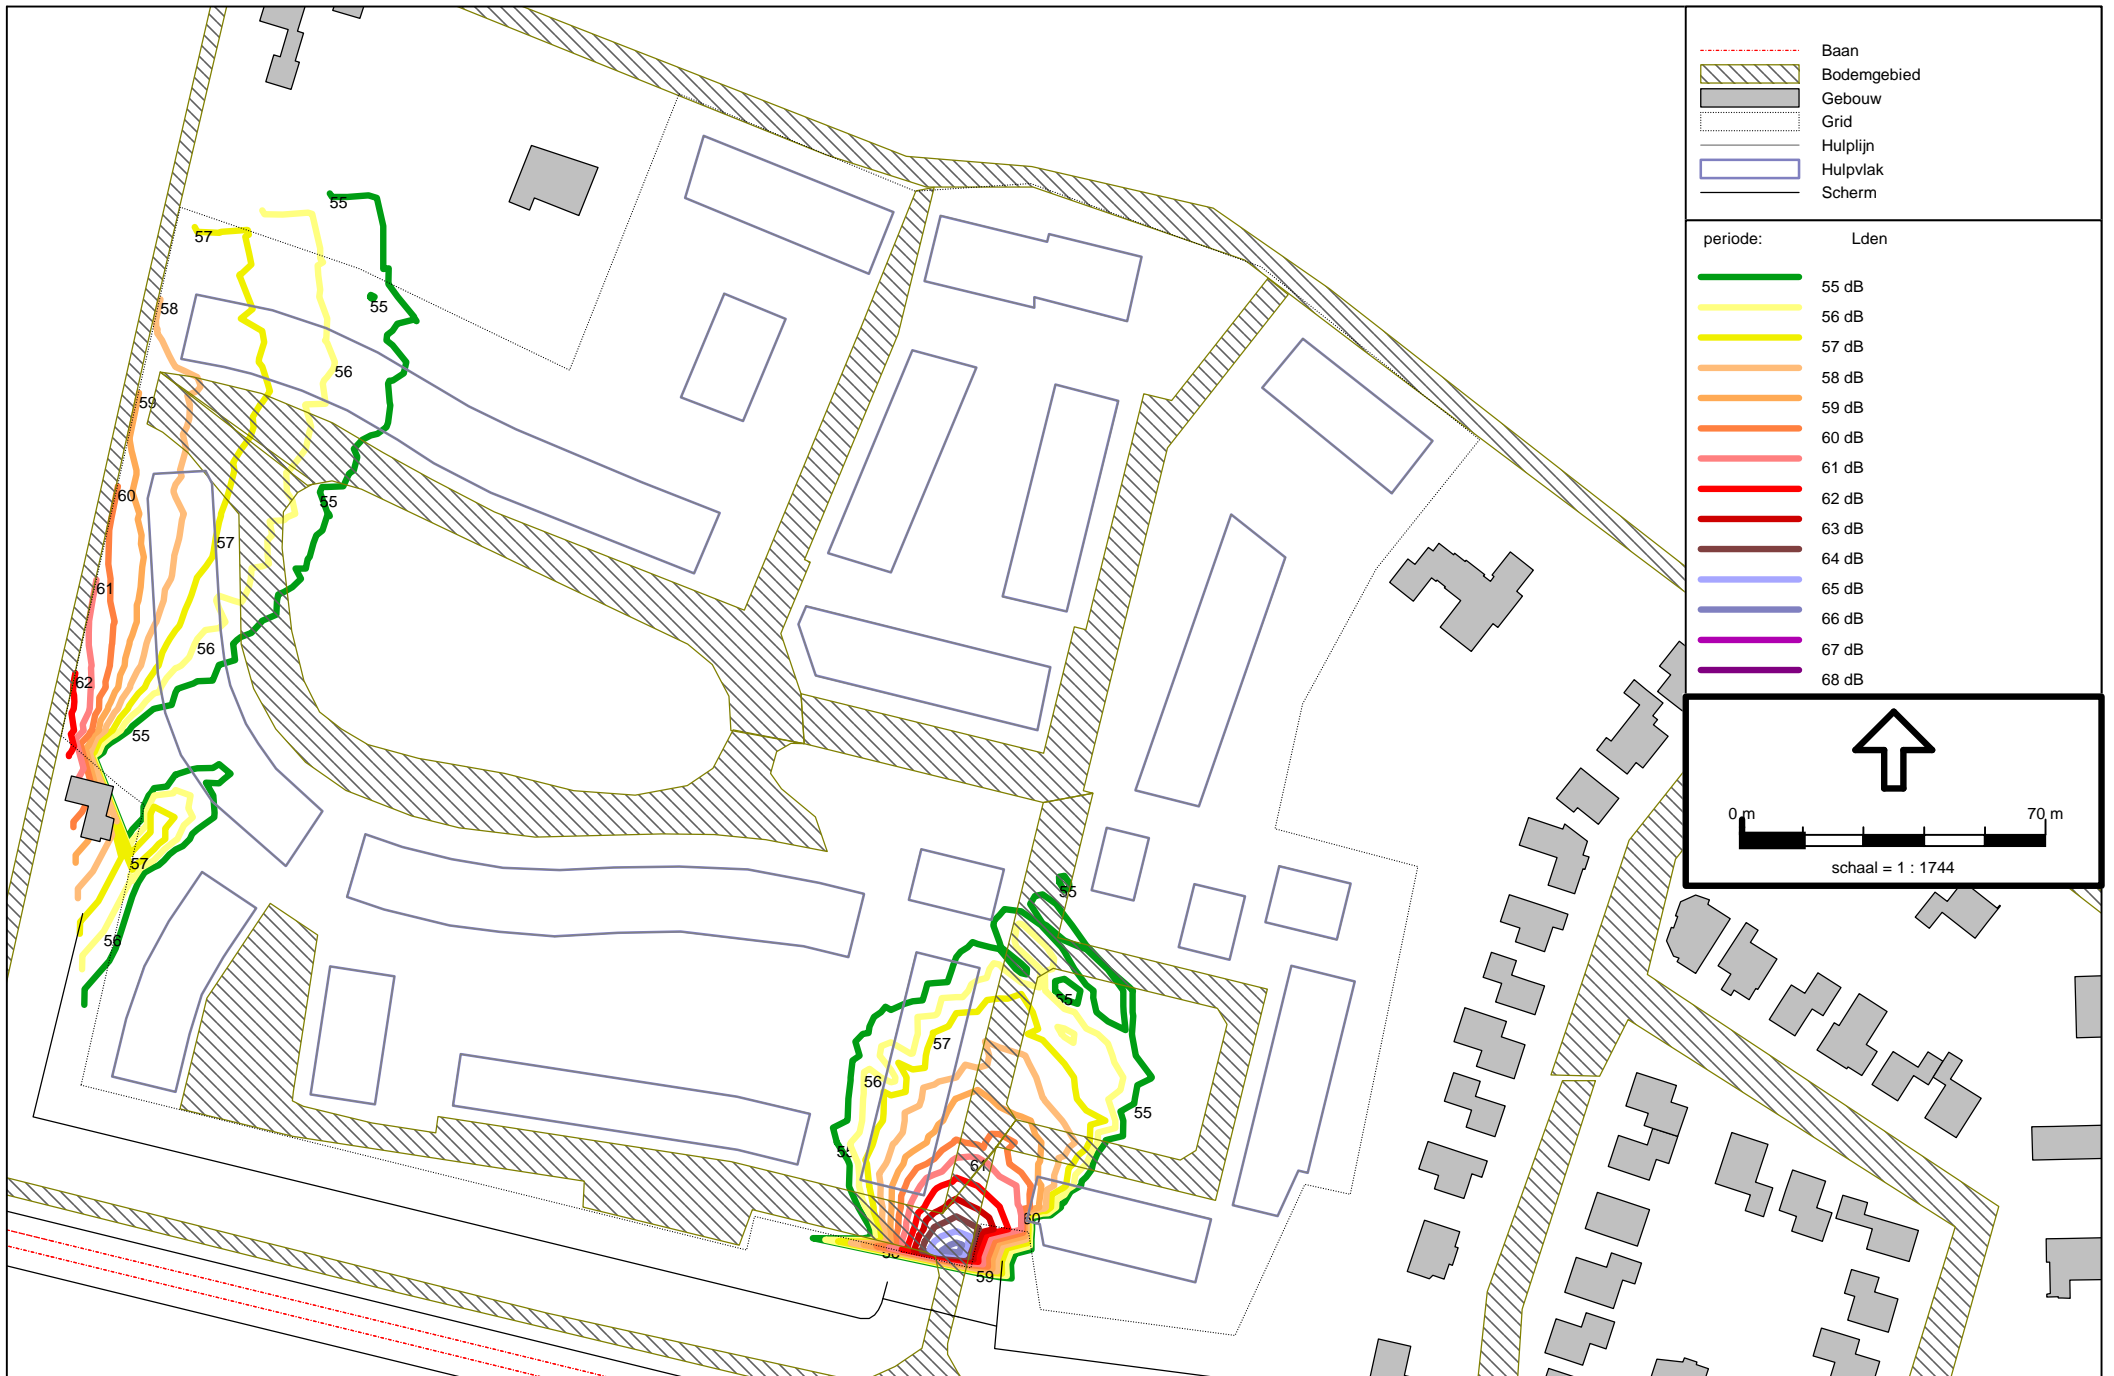 Baan
Bodemgebied
Gebouw
Grid
Hulplijn
Hulpvlak
Scherm
periode: Lden
55 dB
56 dB
57 dB
58 dB
59 dB
60 dB
61 dB
62 dB
63 dB
64 dB
65 dB
66 dB
67 dB
68 dB
0 m 70 m
schaal = 1 : 1744
55
57
58
55
56
59
60
55
57
61
56
62
55
57
56
55
55
57
56
55
55
61
60
59